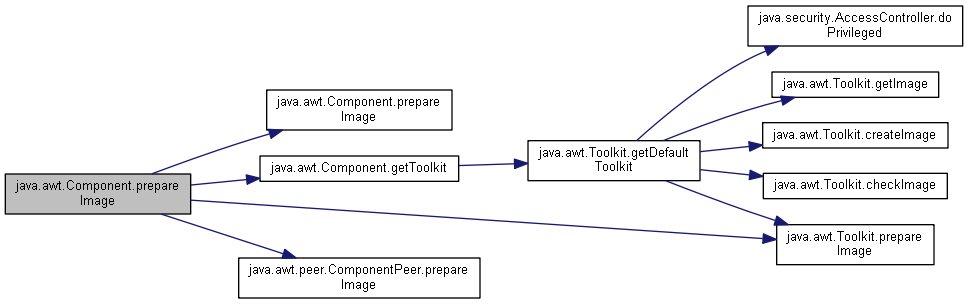 java.awt.Component.prepare
Image
java.awt.Component.prepare
Image
java.awt.Component.getToolkit
java.awt.peer.ComponentPeer.prepare
Image
java.awt.Toolkit.getDefault
Toolkit
java.security.AccessController.do
Privileged
java.awt.Toolkit.getImage
java.awt.Toolkit.createImage
java.awt.Toolkit.checkImage
java.awt.Toolkit.prepare
Image